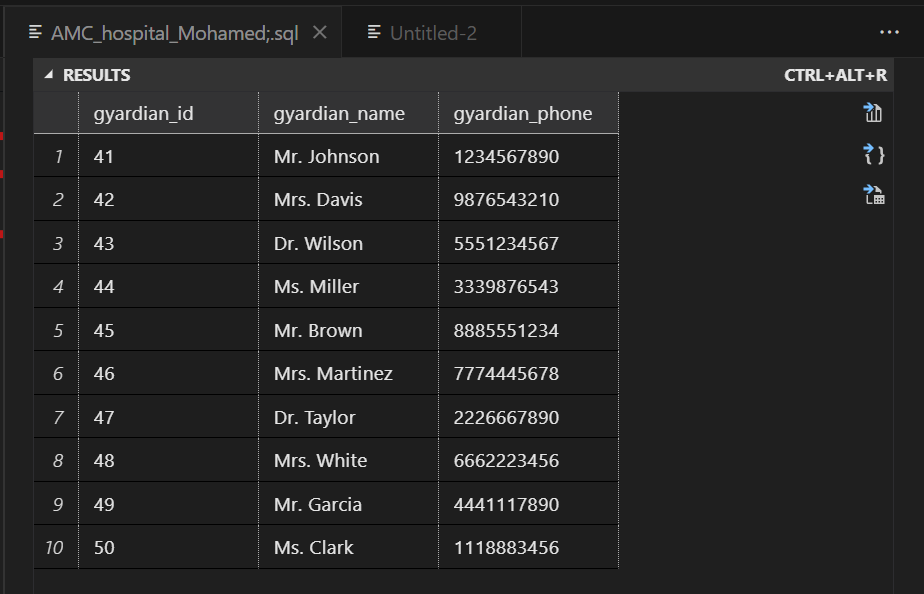 AMC_hospital_Mohamed;.sql Untitled-2
RESULTS CTRL+ALT+R
gyardian_id gyardian_name gyardian_phone
1 41 Mr. Johnson 1234567890
2 42 Mrs. Davis 9876543210
3 43 Dr. Wilson 5551234567
4 44 Ms. Miller 3339876543
5 45 Mr. Brown 8885551234
6 46 Mrs. Martinez 7774445678
7 47 Dr. Taylor 2226667890
8 48 Mrs. White 6662223456
9 49 Mr. Garcia 4441117890
10 50 Ms. Clark 1118883456